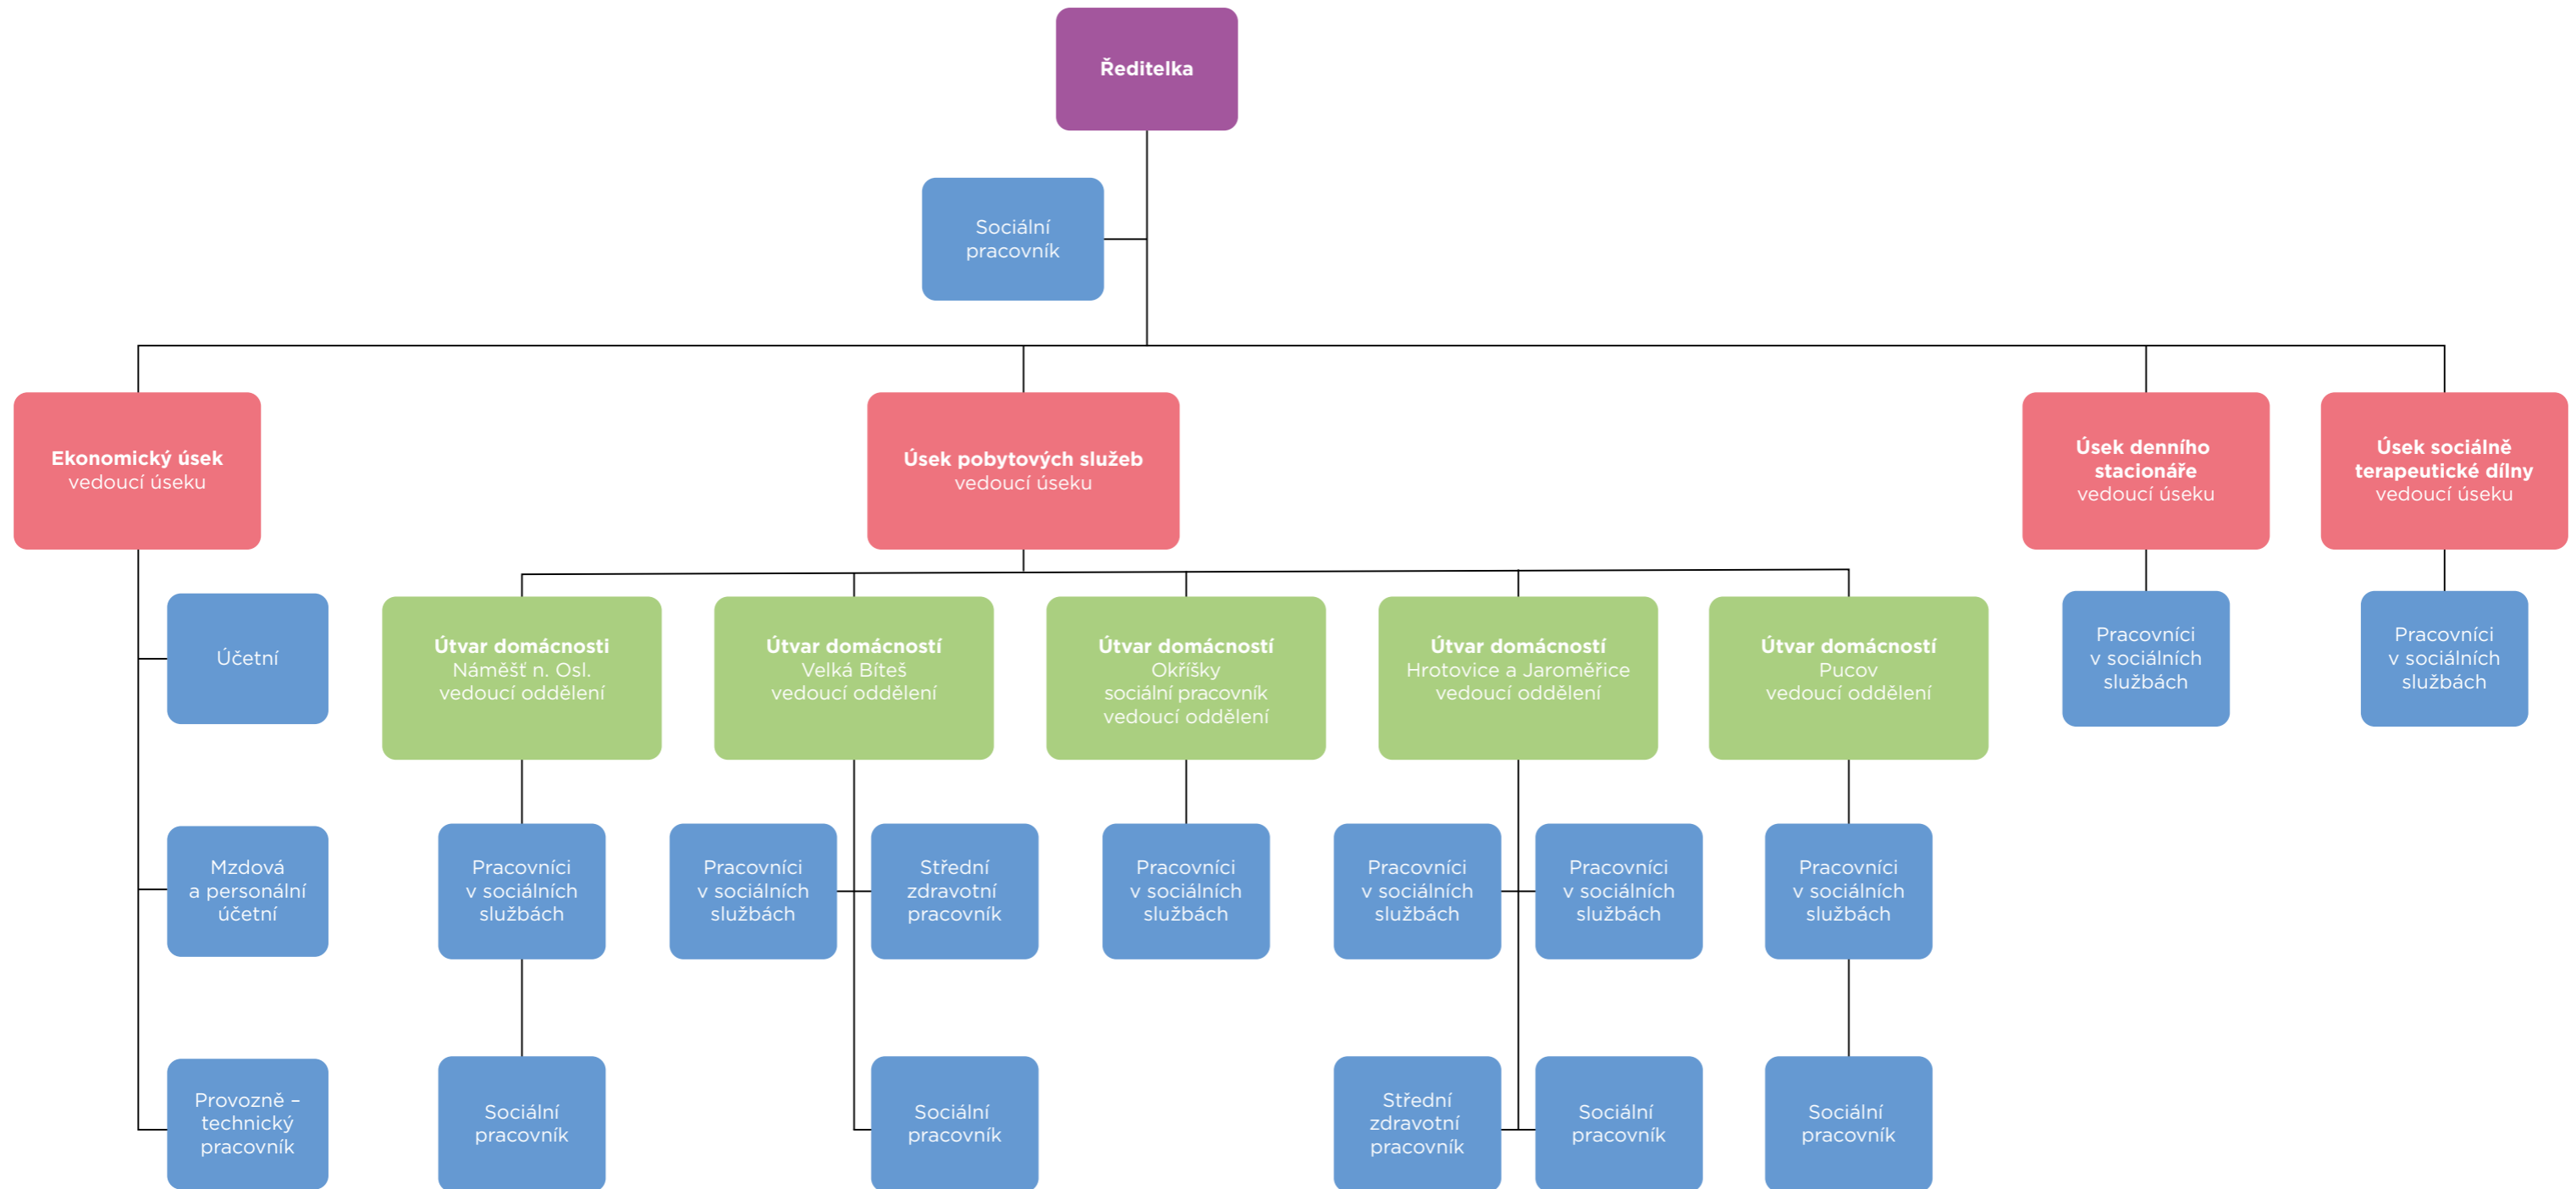 Ředitelka
Sociální
pracovník
Ekonomický úsek
vedoucí úseku
Úsek pobytových služeb
vedoucí úseku
Úsek denního
stacionáře
vedoucí úseku
Úsek sociálně
terapeutické dílny
vedoucí úseku
Účetní
Mzdová
a personální
účetní
Provozně –
technický
pracovník
Útvar domácnosti
Náměšť n. Osl.
vedoucí oddělení
Pracovníci
v sociálních
službách
Sociální
pracovník
Útvar domácností
Velká Bíteš
vedoucí oddělení
Pracovníci
v sociálních
službách
Střední
zdravotní
pracovník
Sociální
pracovník
Útvar domácností
Okříšky
sociální pracovník
vedoucí oddělení
Pracovníci
v sociálních
službách
Útvar domácností
Hrotovice a Jaroměřice
vedoucí oddělení
Pracovníci
v sociálních
službách
Pracovníci
v sociálních
službách
Střední
zdravotní
pracovník
Sociální
pracovník
Útvar domácností
Pucov
vedoucí oddělení
Pracovníci
v sociálních
službách
Sociální
pracovník
Pracovníci
v sociálních
službách
Pracovníci
v sociálních
službách